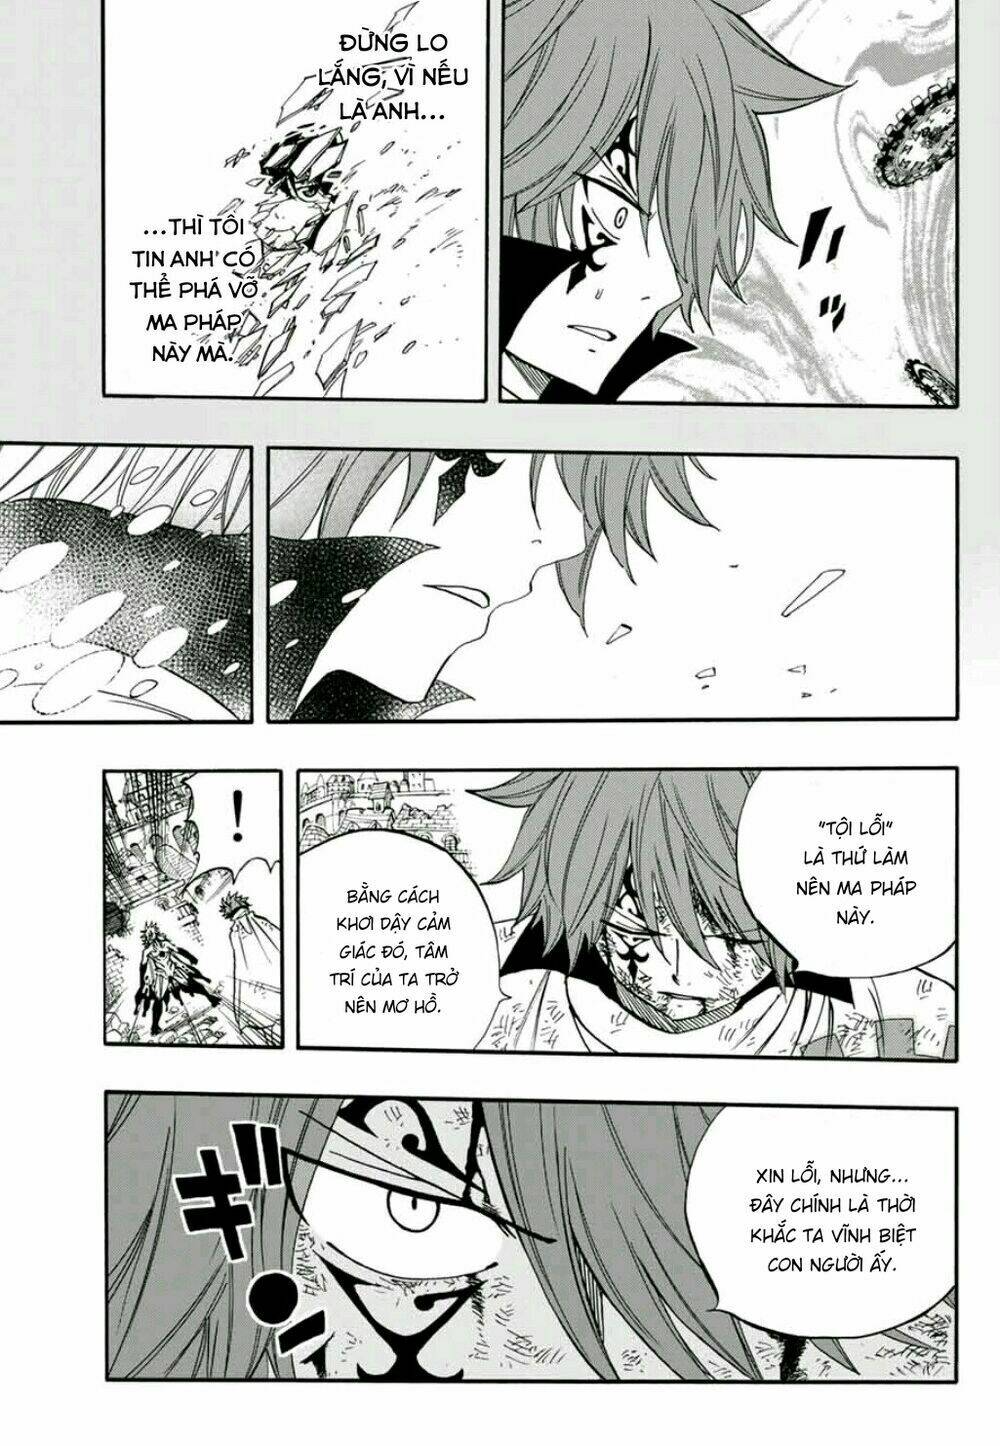 ĐỪNG LO
LẮNG, VÌ NẾU
LÀ ANH...
...THÌ TÔI
TIN ANH CÓ
THỂ PHÁ VỠ
MA PHÁP
NÀY MÀ.
"TỘI LỖI"
LÀ THỨ LÀM
NÊN MA PHÁP
NÀY.
BẰNG CÁCH
KHƠI DẬY CẢM
GIÁC ĐÓ, TÂM
TRÍ CỦA TA TRỞ
NÊN MƠ HỒ.
!
XIN LỖI, NHƯNG...
ĐÂY CHÍNH LÀ THỜI
KHẮC TA VĨNH BIỆT
CON NGƯỜI ẤY.
ギン